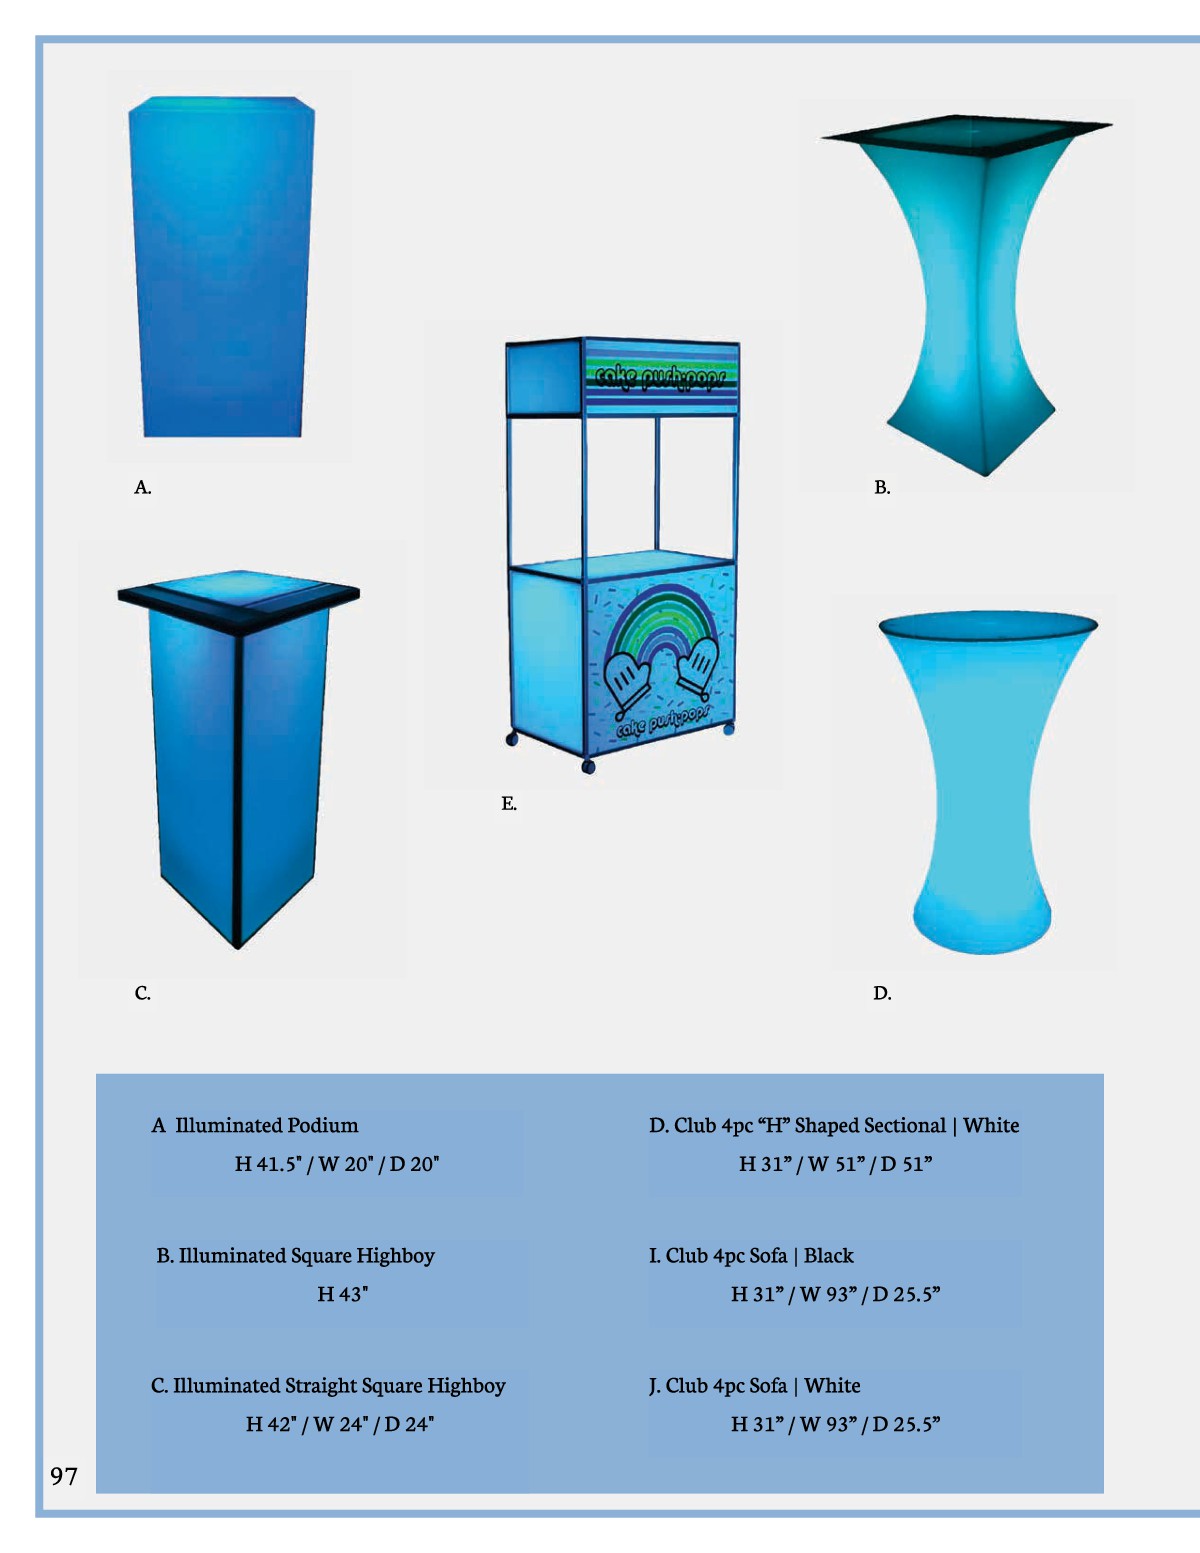 cake push:pops
cake push:pops
A.
B.
E.
C.
D.
A  Illuminated Podium
H 41.5" / W 20" / D 20"
B. Illuminated Square Highboy
H 43"
C. Illuminated Straight Square Highboy
H 42" / W 24" / D 24"
D. Club 4pc “H” Shaped Sectional | White
H 31” / W 51” / D 51”
I. Club 4pc Sofa | Black
H 31” / W 93” / D 25.5”
J. Club 4pc Sofa | White
H 31” / W 93” / D 25.5”
97